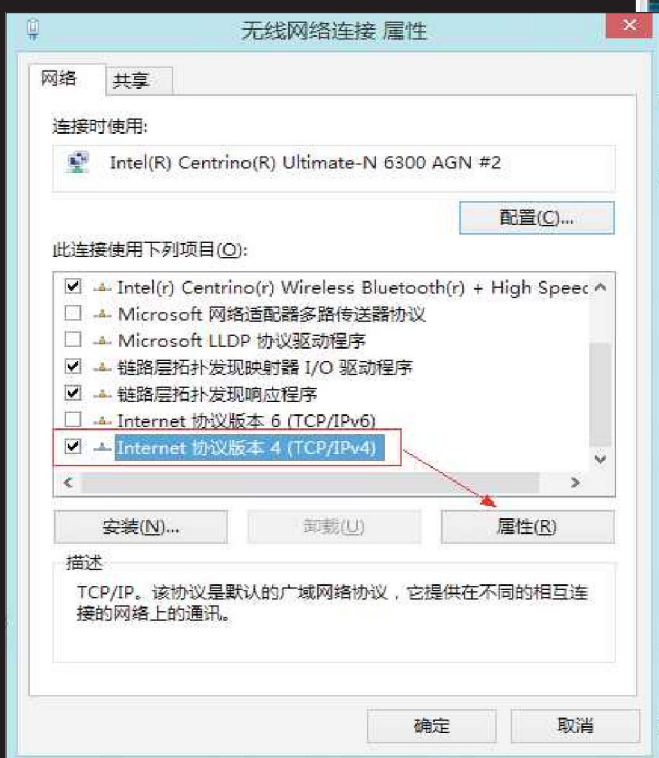 无线网络连接 属性
网络
共享
连接时使用:
Intel(R) Centrino(R) Ultimate-N 6300 AGN #2
配置(C)...
此连接使用下列项目(O):
Intel(r) Centrino(r) Wireless Bluetooth(r) + High Speed
Microsoft 网络适配器多路传送器协议
Microsoft LLDP 协议驱动程序
链路层拓扑发现映射器 I/O 驱动程序
链路层拓扑发现响应程序
Internet 协议版本 6 (TCP/IPv6)
Internet 协议版本 4 (TCP/IPv4)
安装(N)...
卸载(U)
属性(R)
描述
TCP/IP。该协议是默认的广域网络协议，它提供在不同的相互连
接的网络上的通讯。
确定
取消